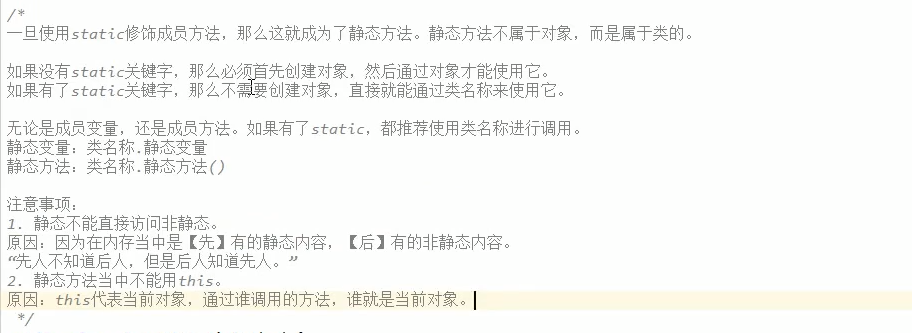 /*
一旦使用static修饰成员方法，那么这就成为了静态方法。静态方法不属于对象，而是属于类的。
如果没有static关键字，那么必须首先创建对象，然后通过对象才能使用它。
如果有了static关键字，那么不需要创建对象，直接就能通过类名称来使用它。
无论是成员变量，还是成员方法。如果有了static，都推荐使用类名称进行调用。
静态变量：类名称.静态变量
静态方法：类名称.静态方法()
注意事项：
1. 静态不能直接访问非静态。
原因：因为在内存当中是【先】有的静态内容，【后】有的非静态内容。
“先人不知道后人，但是后人知道先人。”
2. 静态方法当中不能用this。
原因：this代表当前对象，通过谁调用的方法，谁就是当前对象。
*/